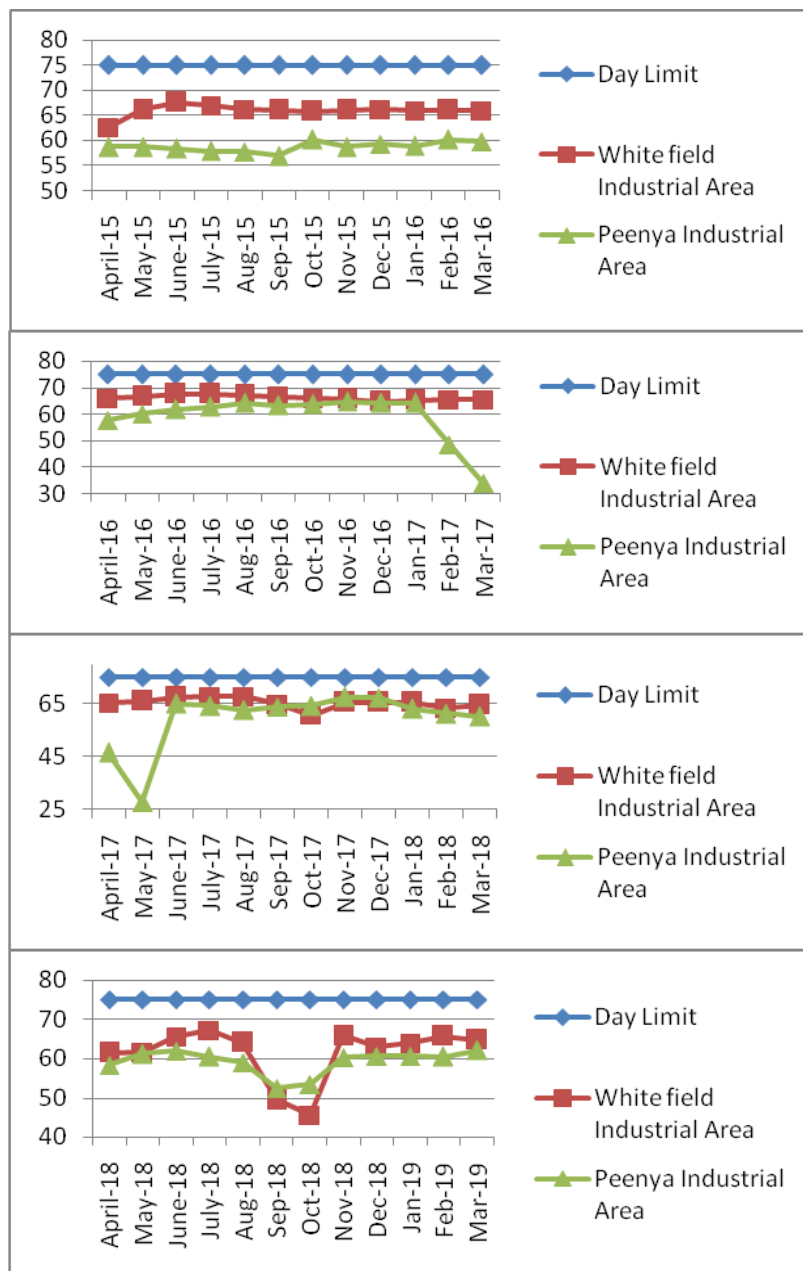 80
75
70
65
60
55
50
April-15
May-15
June-15
July-15
Aug-15
Sep-15
Oct-15
Nov-15
Dec-15
Jan-16
Feb-16
Mar-16
Day Limit
White field
Industrial Area
Peenya Industrial
Area
80
70
60
50
40
30
April-16
May-16
June-16
July-16
Aug-16
Sep-16
Oct-16
Nov-16
Dec-16
Jan-17
Feb-17
Mar-17
Day Limit
White field
Industrial Area
Peenya Industrial
Area
65
45
25
April-17
May-17
June-17
July-17
Aug-17
Sep-17
Oct-17
Nov-17
Dec-17
Jan-18
Feb-18
Mar-18
Day Limit
White field
Industrial Area
Peenya Industrial
Area
80
70
60
50
40
April-18
May-18
June-18
July-18
Aug-18
Sep-18
Oct-18
Nov-18
Dec-18
Jan-19
Feb-19
Mar-19
Day Limit
White field
Industrial Area
Peenya Industrial
Area